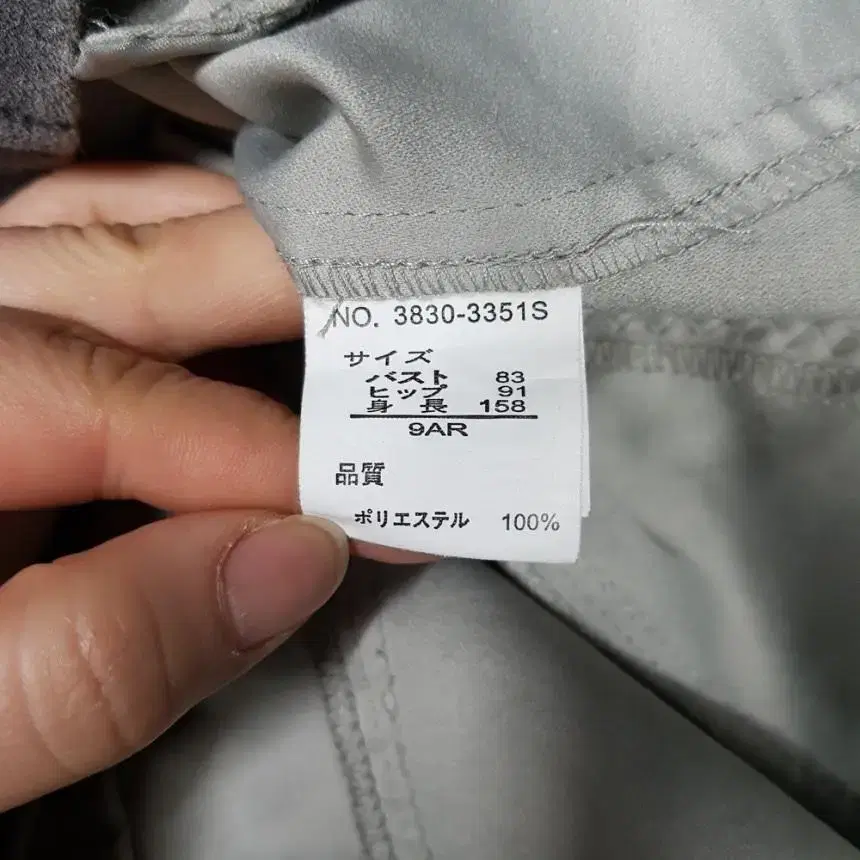 NO. 3830-3351S
サイズ
バスト 83
ヒップ 91
身長 158
9AR
品質
ポリエステル 100%